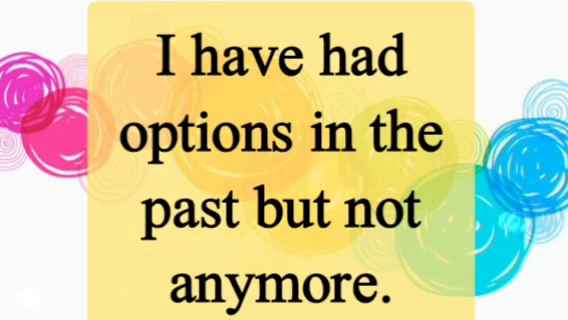 I have had
options in the
past but not
anymore.